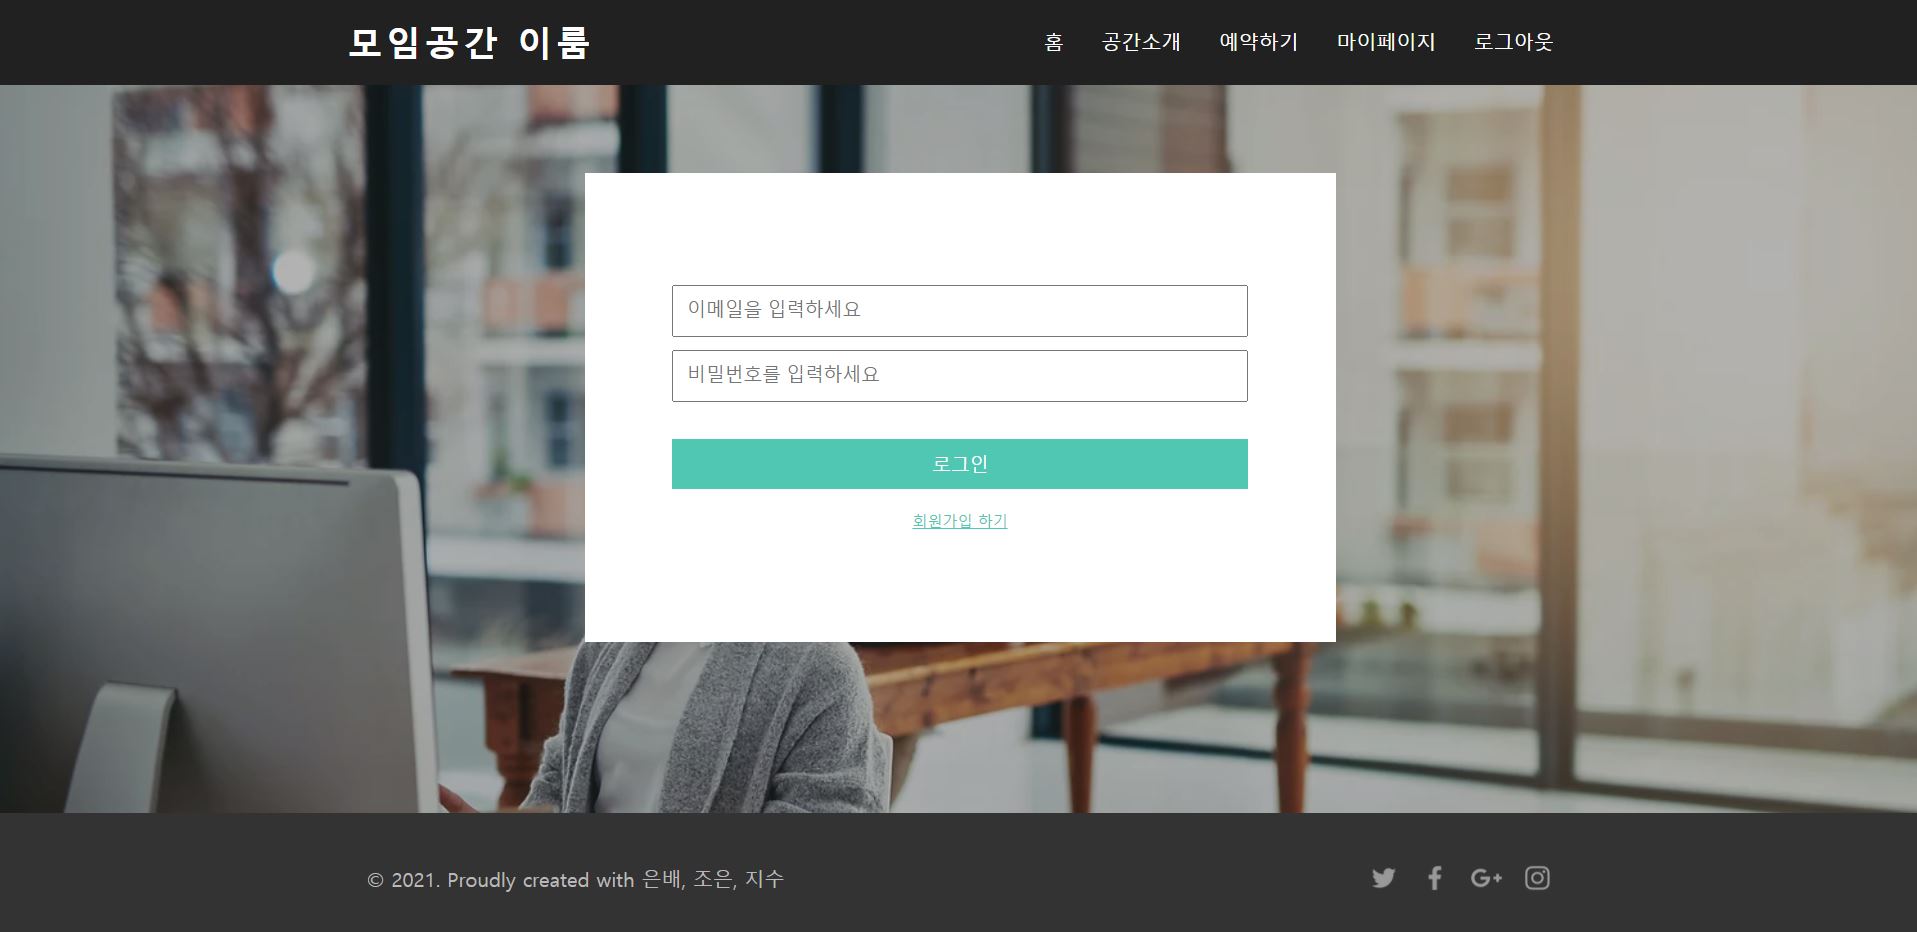 모임공간 이룸
홈 공간소개 예약하기 마이페이지 로그아웃
이메일을 입력하세요
비밀번호를 입력하세요
로그인
회원가입 하기
© 2021. Proudly created with 은배, 조은, 지수